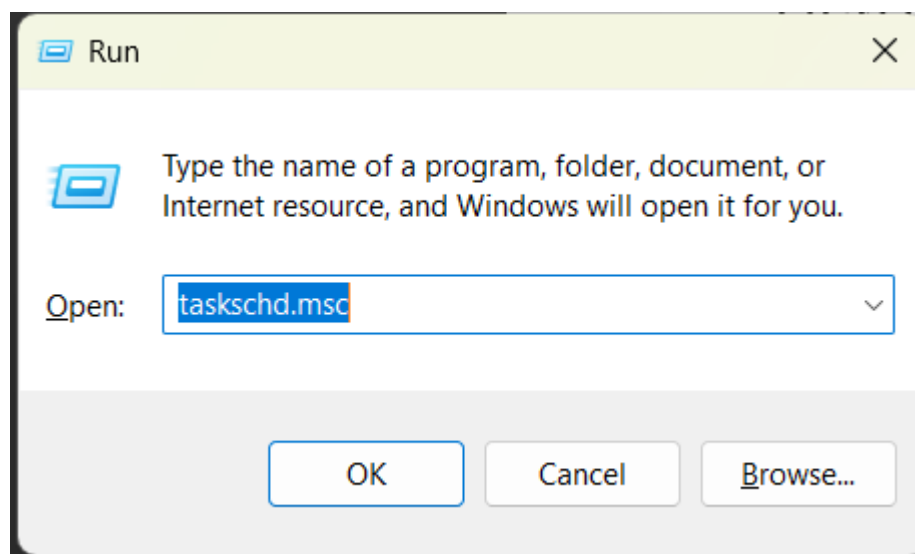 Run
Type the name of a program, folder, document, or
Internet resource, and Windows will open it for you.
Open: taskschd.msc
OK Cancel Browse...